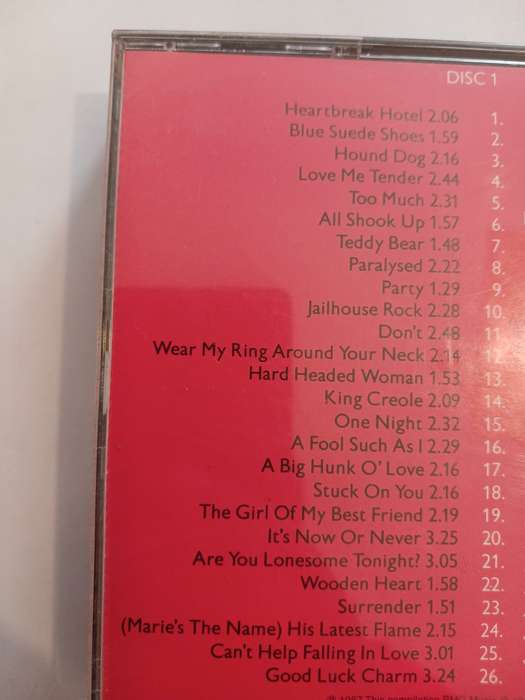 DISC 1
Heartbreak Hotel 2.06 1.
Blue Suede Shoes 1.59 2.
Hound Dog 2.16 3.
Love Me Tender 2.44 4.
Too Much 2.31 5.
All Shook Up 1.57 6.
Teddy Bear 1.48 7.
Paralysed 2.22 8.
Party 1.29 9.
Jailhouse Rock 2.28 10.
Don't 2.48 11.
Wear My Ring Around Your Neck 2.14 12.
Hard Headed Woman 1.53 13.
King Creole 2.09 14.
One Night 2.32 15.
A Fool Such As I 2.29 16.
A Big Hunk O' Love 2.16 17.
Stuck On You 2.16 18.
The Girl Of My Best Friend 2.19 19.
It's Now Or Never 3.25 20.
Are You Lonesome Tonight? 3.05 21.
Wooden Heart 1.58 22.
Surrender 1.51 23.
(Marie's The Name) His Latest Flame 2.15 24.
Can't Help Falling In Love 3.01 25.
Good Luck Charm 3.24 26.
This compilation BMG